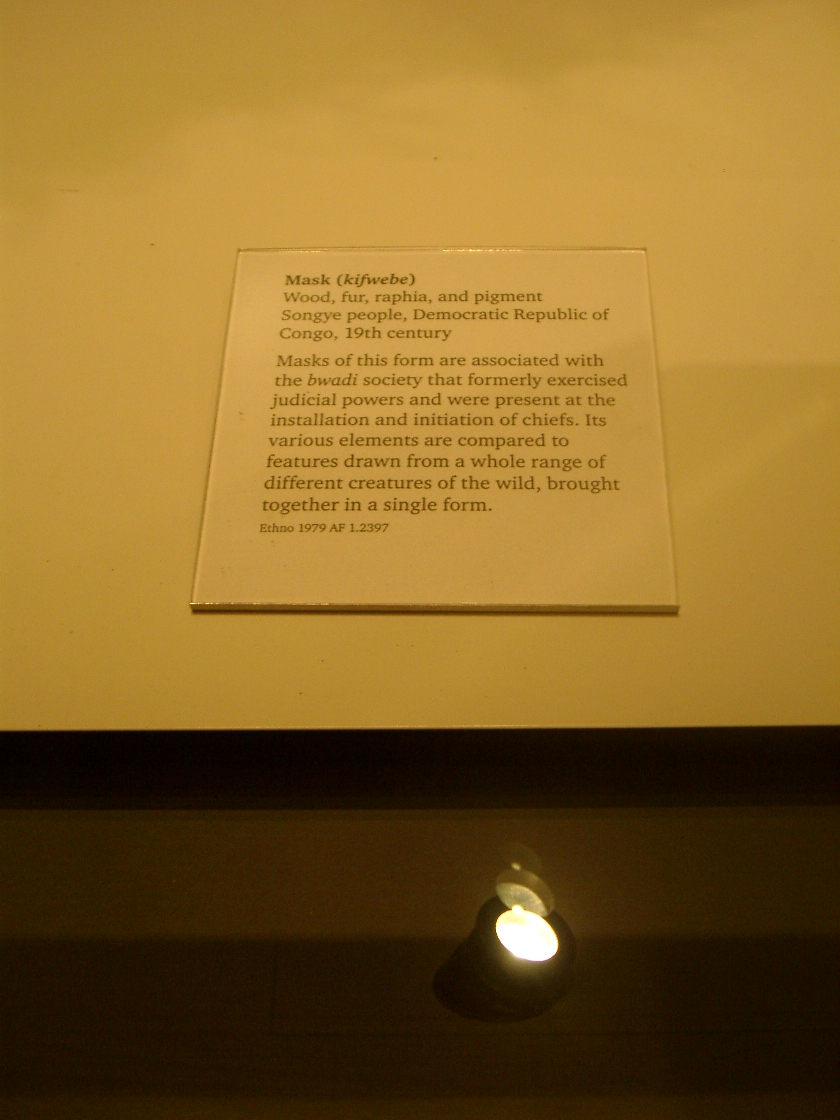 Mask (kifwebe)
Wood, fur, raphia, and pigment
Songye people, Democratic Republic of
Congo, 19th century
Masks of this form are associated with
the bwadi society that formerly exercised
judicial powers and were present at the
installation and initiation of chiefs. Its
various elements are compared to
features drawn from a whole range of
different creatures of the wild, brought
together in a single form.
Ethno 1979 AF 1.2397